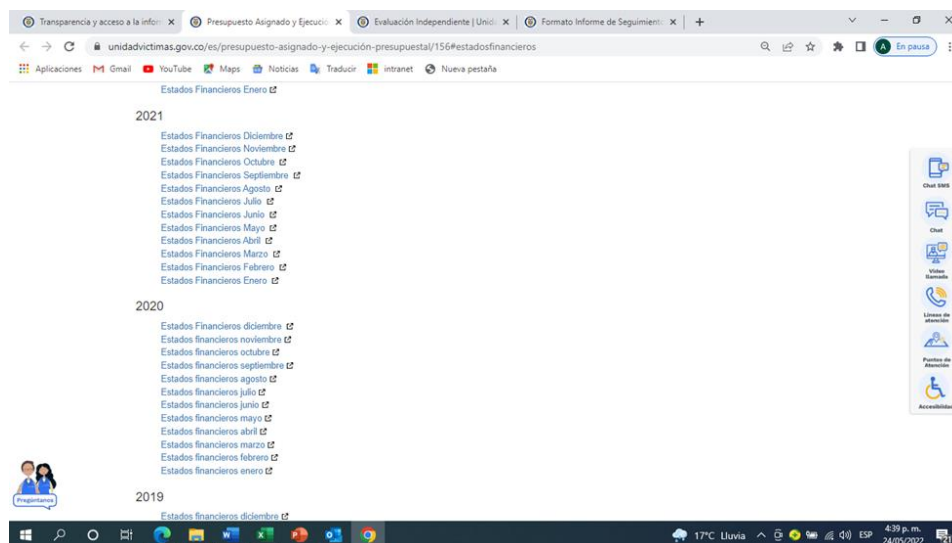 Transparencia y acceso a la inform
Presupuesto Asignado y Ejecució
Evaluación Independiente | Unid
Formato Informe de Seguimient
unidadvictimas.gov.co/es/presupuesto-asignado-y-ejecución-presupuestal/156#estadosfinancieros
A En pausa
Aplicaciones Gmail YouTube Maps Noticias Traducir intranet Nueva pestaña
Estados Financieros Enero
2021
Estados Financieros Diciembre
Estados Financieros Noviembre
Estados Financieros Octubre
Estados Financieros Septiembre
Estados Financieros Agosto
Estados Financieros Julio
Estados Financieros Junio
Estados Financieros Mayo
Estados Financieros Abril
Estados Financieros Marzo
Estados Financieros Febrero
Estados Financieros Enero
2020
Estados Financieros diciembre
Estados financieros noviembre
Estados financieros octubre
Estados financieros septiembre
Estados financieros agosto
Estados financieros julio
Estados financieros junio
Estados financieros mayo
Estados financieros abril
Estados financieros marzo
Estados financieros febrero
Estados financieros enero
2019
Estados financieros diciembre
Chat SMS
Chat
Video
llamada
Líneas de
atención
Puntos de
Atención
Accesibilidad
Pregúntanos
17°C Lluvia
ESP
4:39 p. m.
24/05/2022